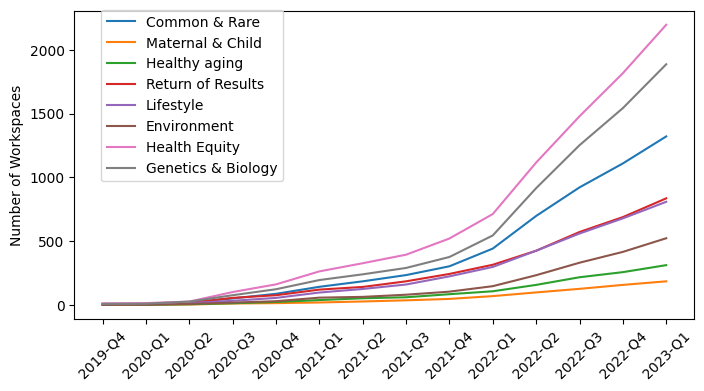 Common & Rare
Maternal & Child
Healthy aging
Return of Results
Lifestyle
Environment
Health Equity
Genetics & Biology
Number of Workspaces
2000
1500
1000
500
0
2019-Q4
2020-Q1
2020-Q2
2020-Q3
2020-Q4
2021-Q1
2021-Q2
2021-Q3
2021-Q4
2022-Q1
2022-Q2
2022-Q3
2022-Q4
2023-Q1